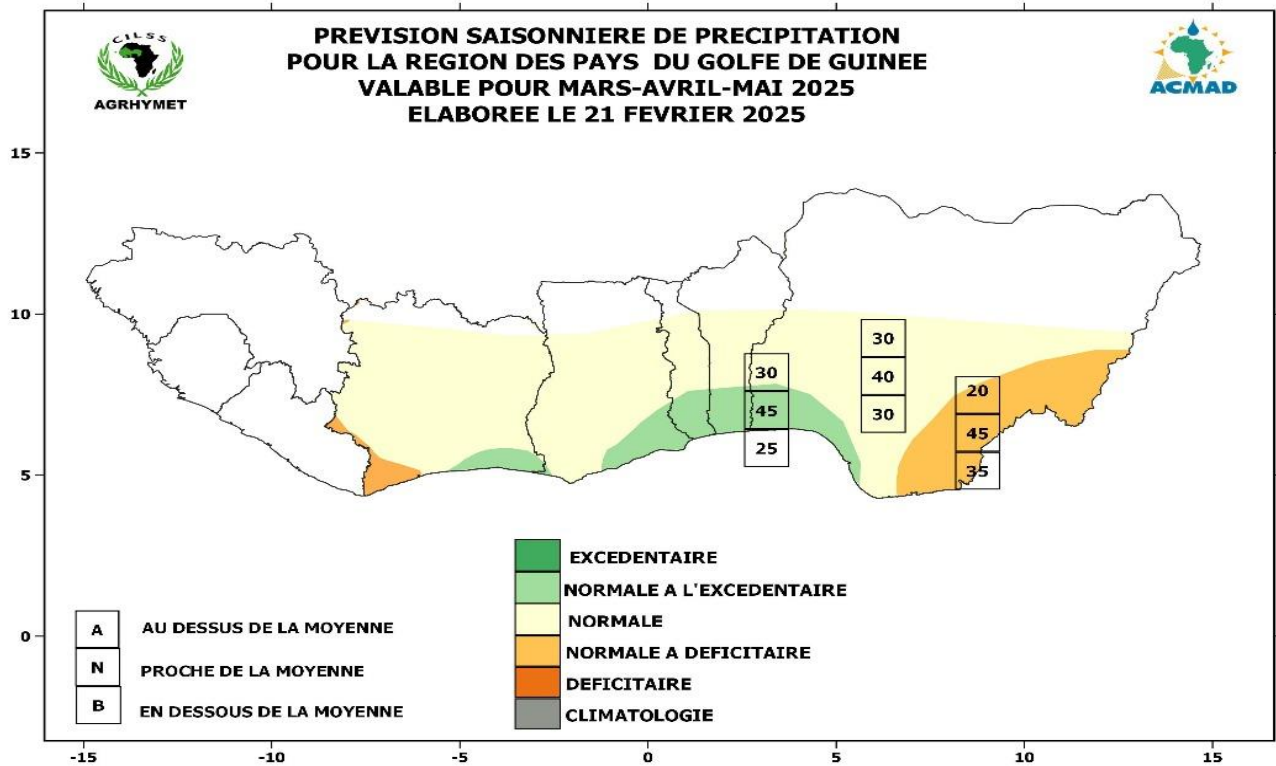 CILSS
AGRHYMET
PREVISION SAISONNIERE DE PRECIPITATION
POUR LA REGION DES PAYS DU GOLFE DE GUINEE
VALABLE POUR MARS-AVRIL-MAI 2025
ELABOREE LE 21 FEVRIER 2025
ACMAD
15
10
5
0
30
45
25
30
40
30
20
45
35
A AU DESSUS DE LA MOYENNE
N PROCHE DE LA MOYENNE
B EN DESSOUS DE LA MOYENNE
EXCEDENTAIRE
NORMALE A L'EXCEDENTAIRE
NORMALE
NORMALE A DEFICITAIRE
DEFICITAIRE
CLIMATOLOGIE
-15 -10 -5 0 5 10 15